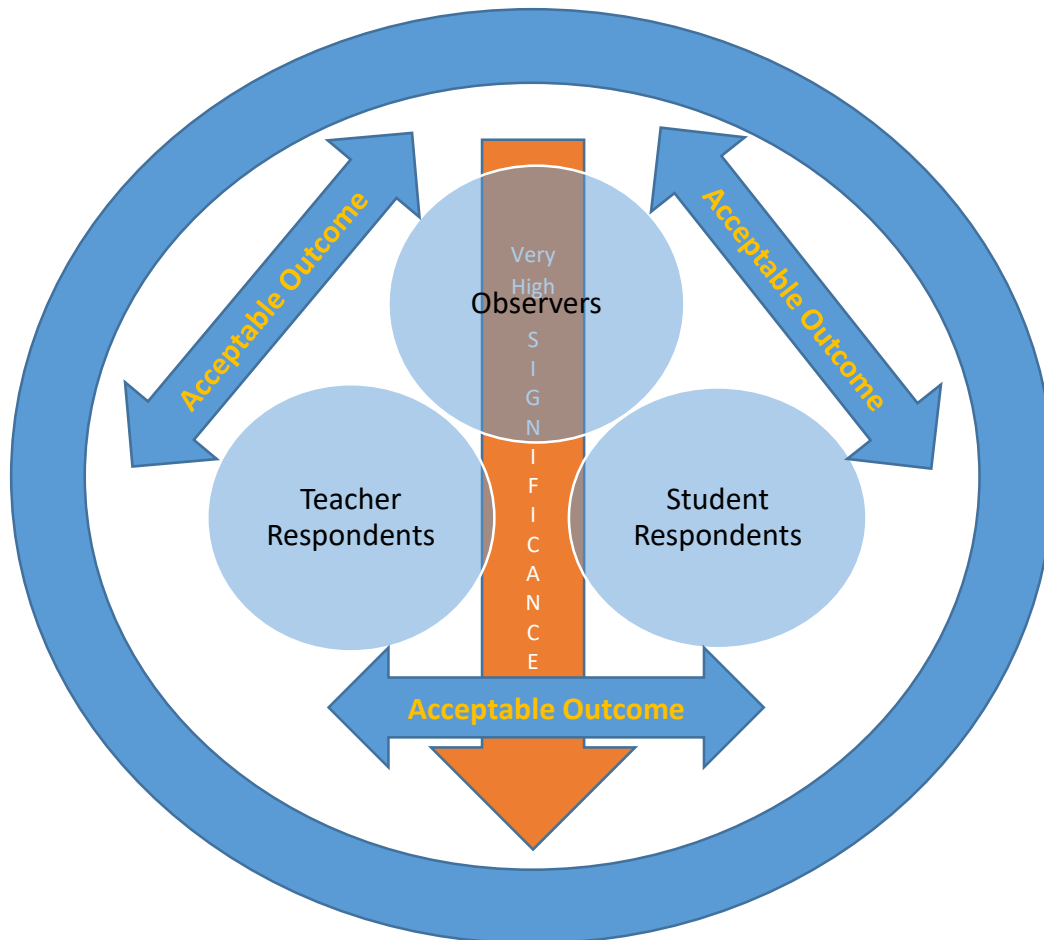 Acceptable Outcome
Acceptable Outcome
Very
High
Observers
S
I
G
N
I
F
I
C
A
N
C
E
Teacher
Respondents
Student
Respondents
Acceptable Outcome